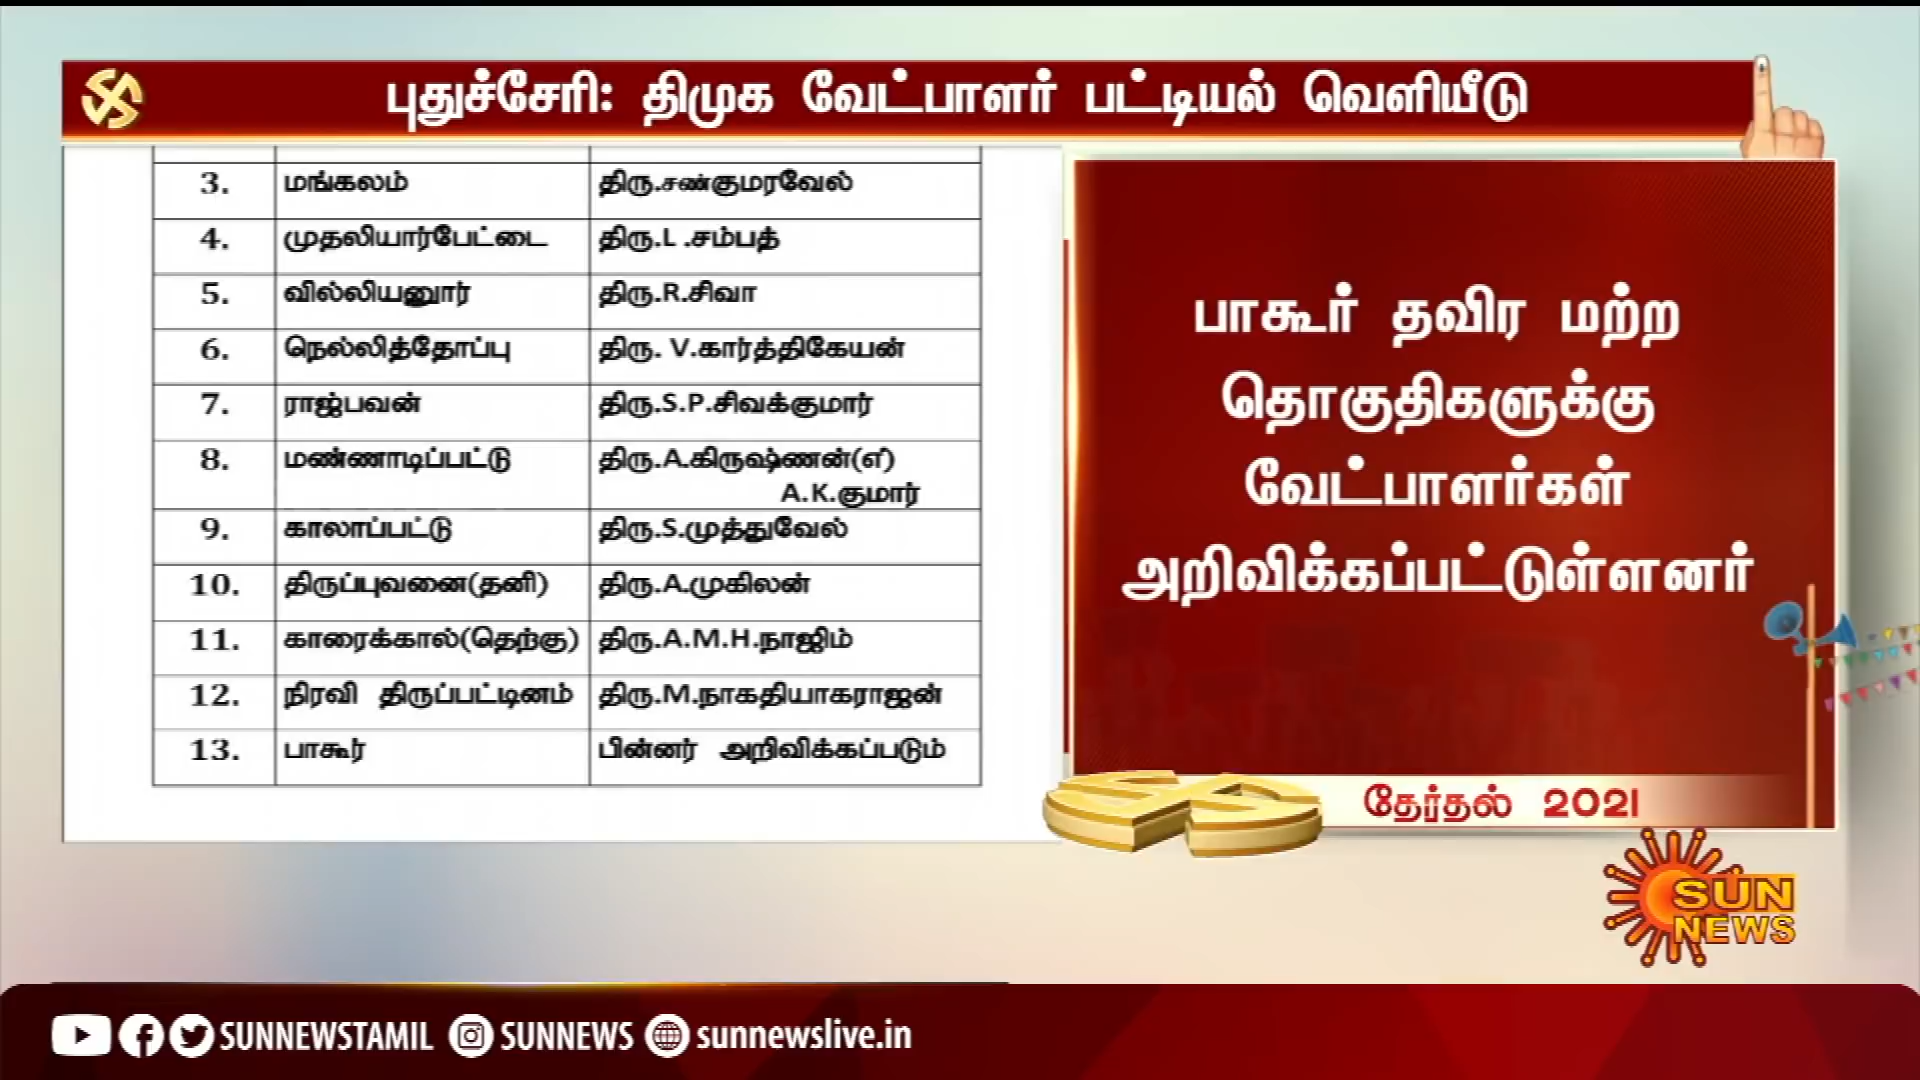 புதுச்சேரி: திமுக வேட்பாளர் பட்டியல் வெளியீடு
3. மங்கலம் திரு.சண்குமரவேல்
4. முதலியார்பேட்டை திரு.L .சம்பத்
5. வில்லியனூர் திரு.R.சிவா
6. நெல்லித்தோப்பு திரு. V.கார்த்திகேயன்
7. ராஜ்பவன் திரு.S.P.சிவக்குமார்
8. மண்ணாடிப்பட்டு திரு.A.கிருஷ்ணன்(எ)
A.K.குமார்
9. காலாப்பட்டு திரு.S.முத்துவேல்
10. திருப்புவனை(தனி) திரு.A.முகிலன்
11. காரைக்கால்(தெற்கு) திரு.A.M.H.நாஜிம்
12. நிரவி திருப்பட்டினம் திரு.M.நாகதியாகராஜன்
13. பாகூர் பின்னர் அறிவிக்கப்படும்
பாகூர் தவிர மற்ற
தொகுதிகளுக்கு
வேட்பாளர்கள்
அறிவிக்கப்பட்டுள்ளனர்
தேர்தல் 2021
SUN
NEWS
SUNNEWSTAMIL SUNNEWS sunnewslive.in